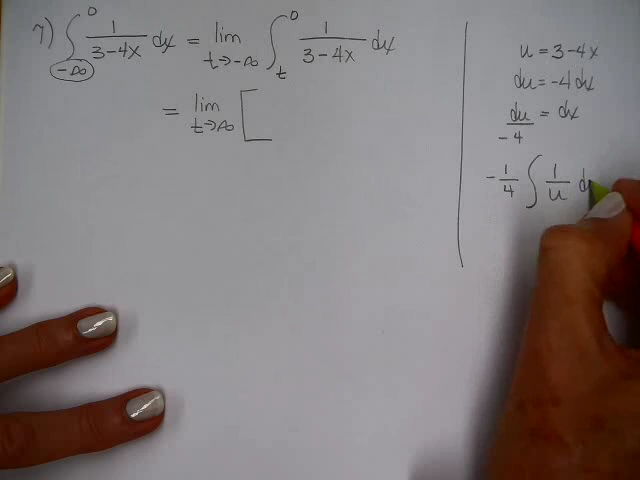 7) ∫_{-∞}^{0} 1/(3-4x) dx = lim_{t→-∞} ∫_{t}^{0} 1/(3-4x) dx
= lim_{t→∞} [
u = 3-4x
du = -4dx
du/-4 = dx
-1/4 ∫ 1/u d